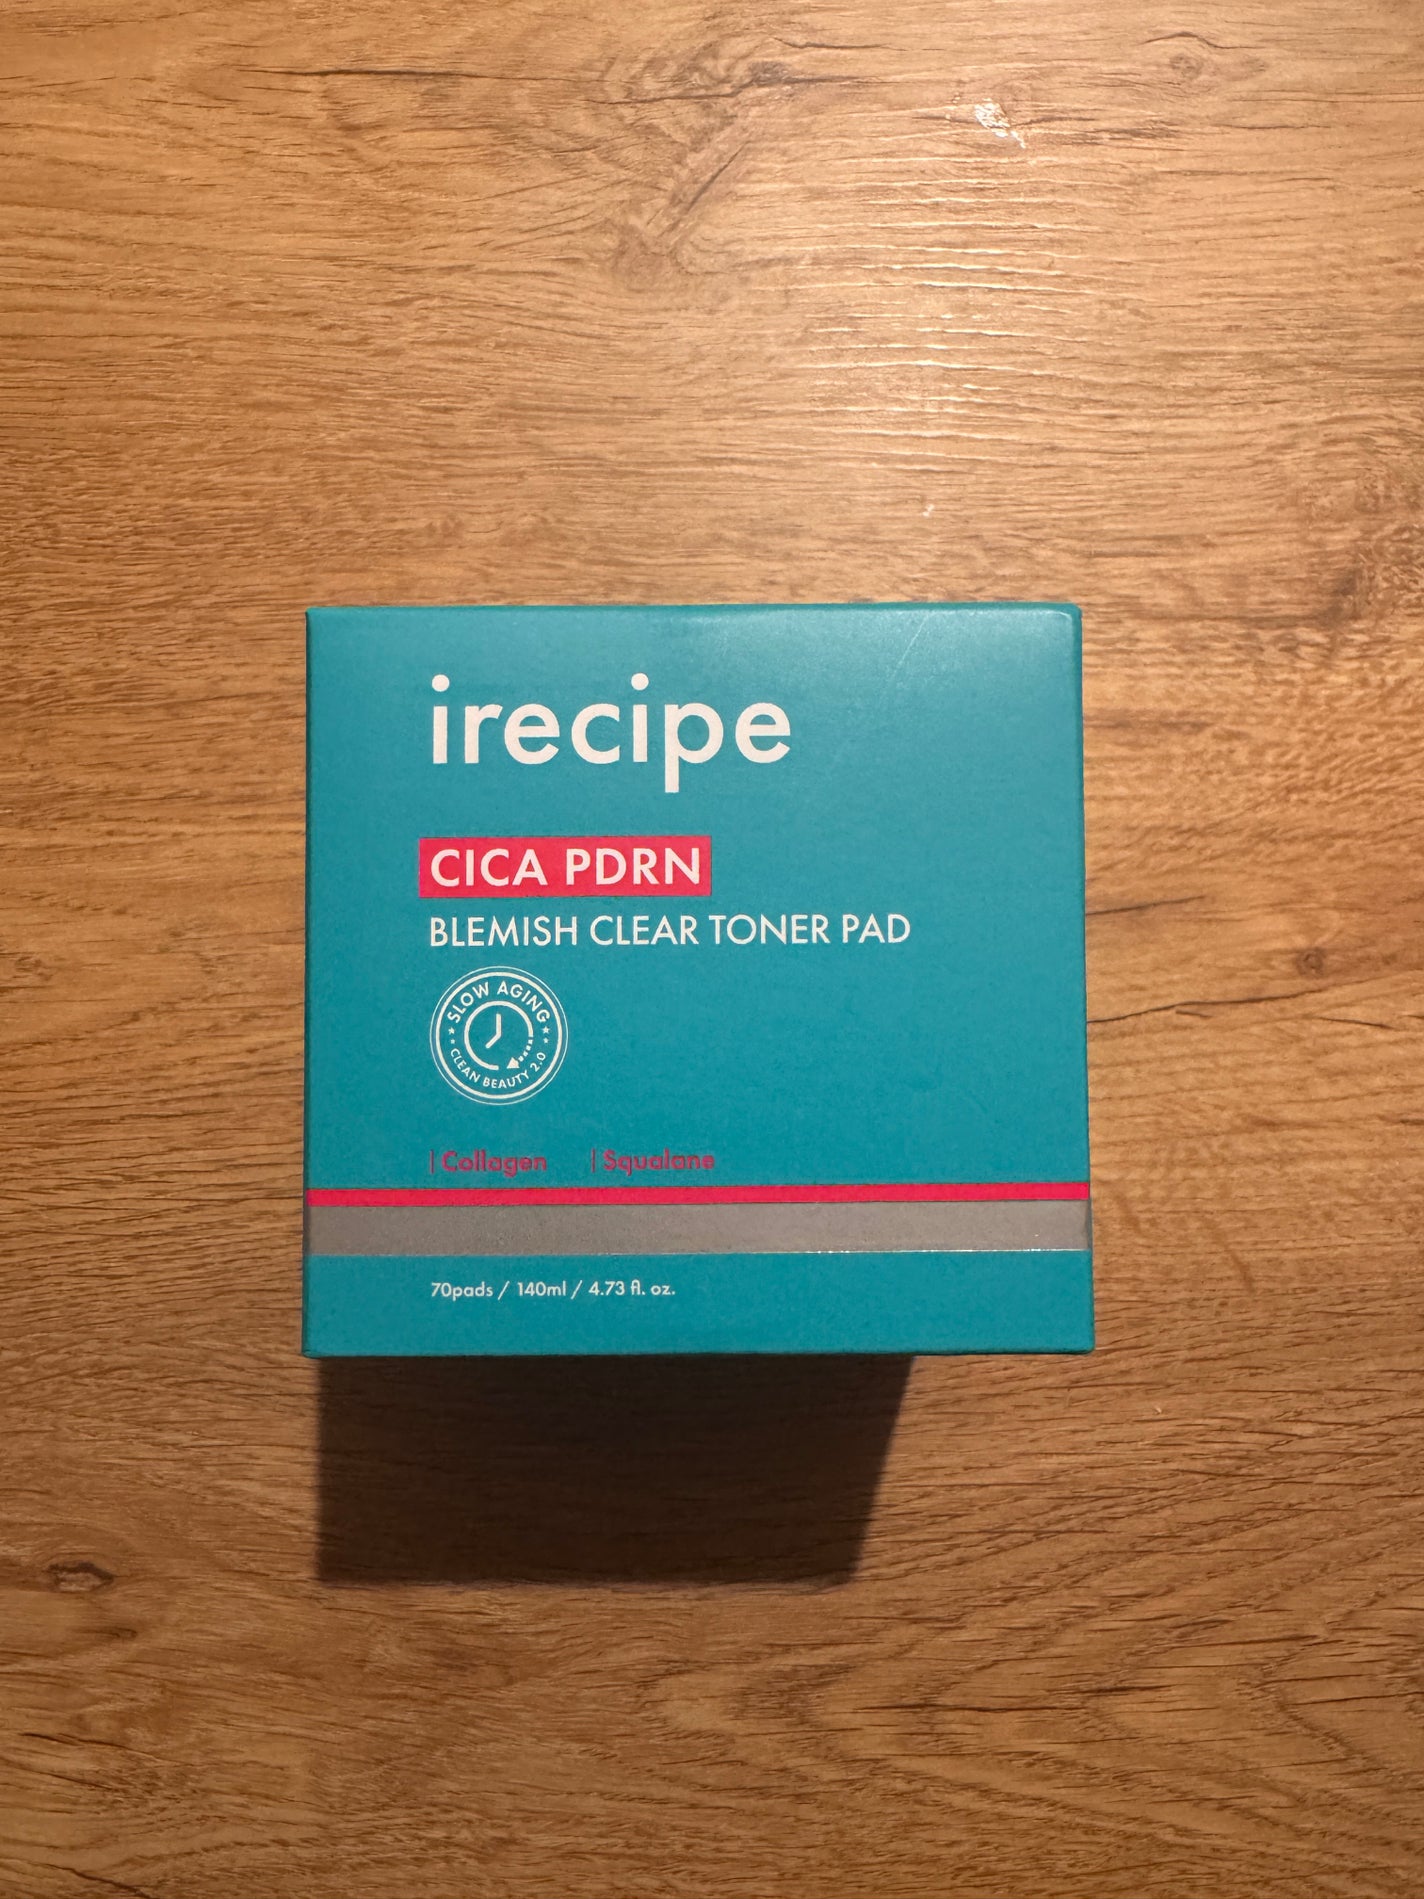 irecipe
CICA PDRN
BLEMISH CLEAR TONER PAD
SLOW AGING
CLEAN BEAUTY 2.0
| Collagen | Squalane
70pads / 140ml / 4.73 fl. oz.